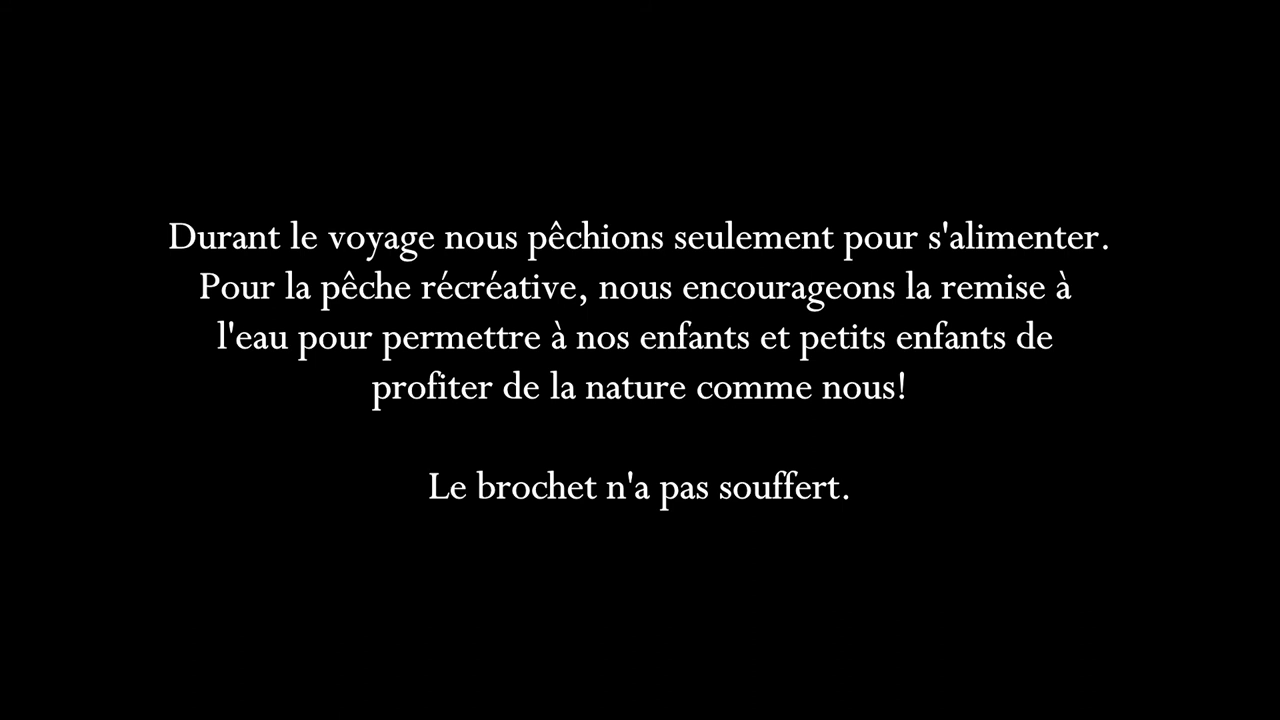 Durant le voyage nous pêchions seulement pour s'alimenter.
Pour la pêche récréative, nous encourageons la remise à
l'eau pour permettre à nos enfants et petits enfants de
profiter de la nature comme nous!
Le brochet n'a pas souffert.